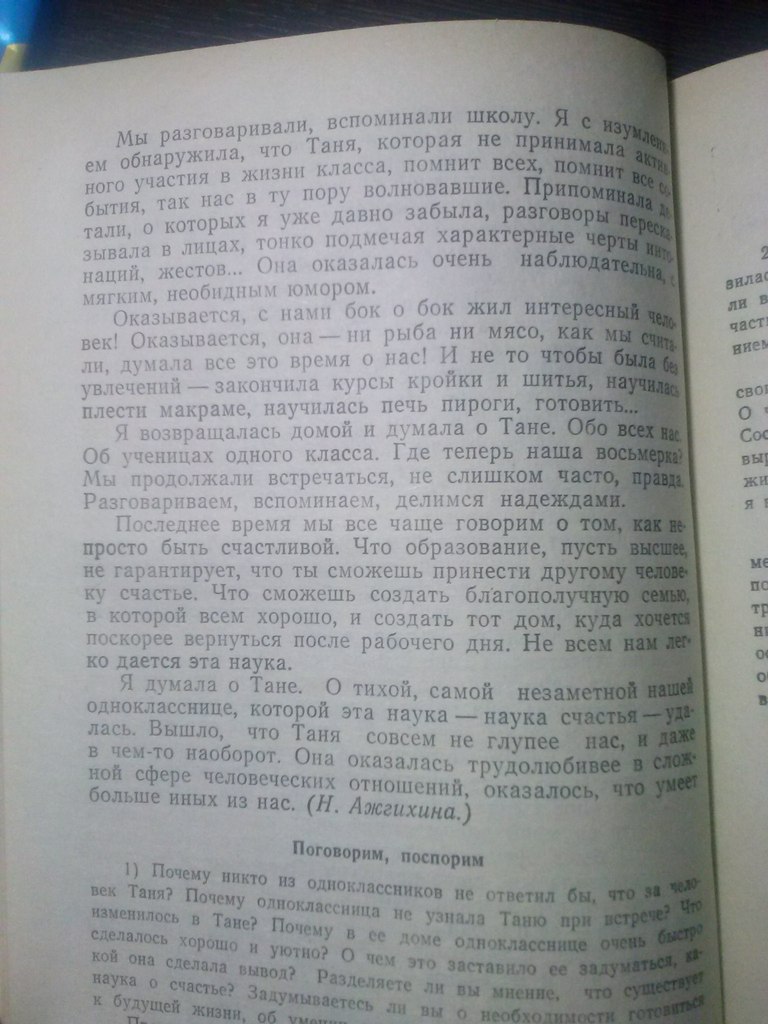 Мы разговаривали, вспоминали школу. Я с изумлен-
ем обнаружила, что Таня, которая не принимала актив-
ного участия в жизни класса, помнит всех, помнит все со-
бытия, так нас в ту пору волновавшие. Припоминала де-
тали, о которых я уже давно забыла, разговоры переска-
зывала в лицах, тонко подмечая характерные черты инто-
наций, жестов... Она оказалась очень наблюдательна, с
мягким, необидным юмором.
Оказывается, с нами бок о бок жил интересный чело-
век! Оказывается, она — ни рыба ни мясо, как мы счита-
ли, думала все это время о нас! И не то чтобы была без
увлечений — закончила курсы кройки и шитья, научилась
плести макраме, научилась печь пироги, готовить...
Я возвращалась домой и думала о Тане. Обо всех нас.
Об ученицах одного класса. Где теперь наша восьмерка?
Мы продолжали встречаться, не слишком часто, правда.
Разговариваем, вспоминаем, делимся надеждами.
Последнее время мы все чаще говорим о том, как не-
просто быть счастливой. Что образование, пусть высшее,
не гарантирует, что ты сможешь принести другому челове-
ку счастье. Что сможешь создать благополучную семью,
в которой всем хорошо, и создать тот дом, куда хочется
поскорее вернуться после рабочего дня. Не всем нам лег-
ко дается эта наука.
Я думала о Тане. О тихой, самой незаметной нашей
однокласснице, которой эта наука — наука счастья — уда-
лась. Вышло, что Таня совсем не глупее нас, и даже
в чем-то наоборот. Она оказалась трудолюбивее в слож-
ной сфере человеческих отношений, оказалось, что умеет
больше иных из нас. (Н. Ажгихина.)
Поговорим, поспорим
1) Почему никто из одноклассников не ответил бы, что за чело-
век Таня? Почему одноклассница не узнала Таню при встрече? Что
изменилось в Тане? Почему в ее доме однокласснице очень быстро
сделалось хорошо и уютно? О чем это заставило ее задуматься, ка-
кой она сделала вывод? Разделяете ли вы мнение, что существует
наука о счастье? Задумываетесь ли вы о необходимости готовиться
к будущей жизни, об